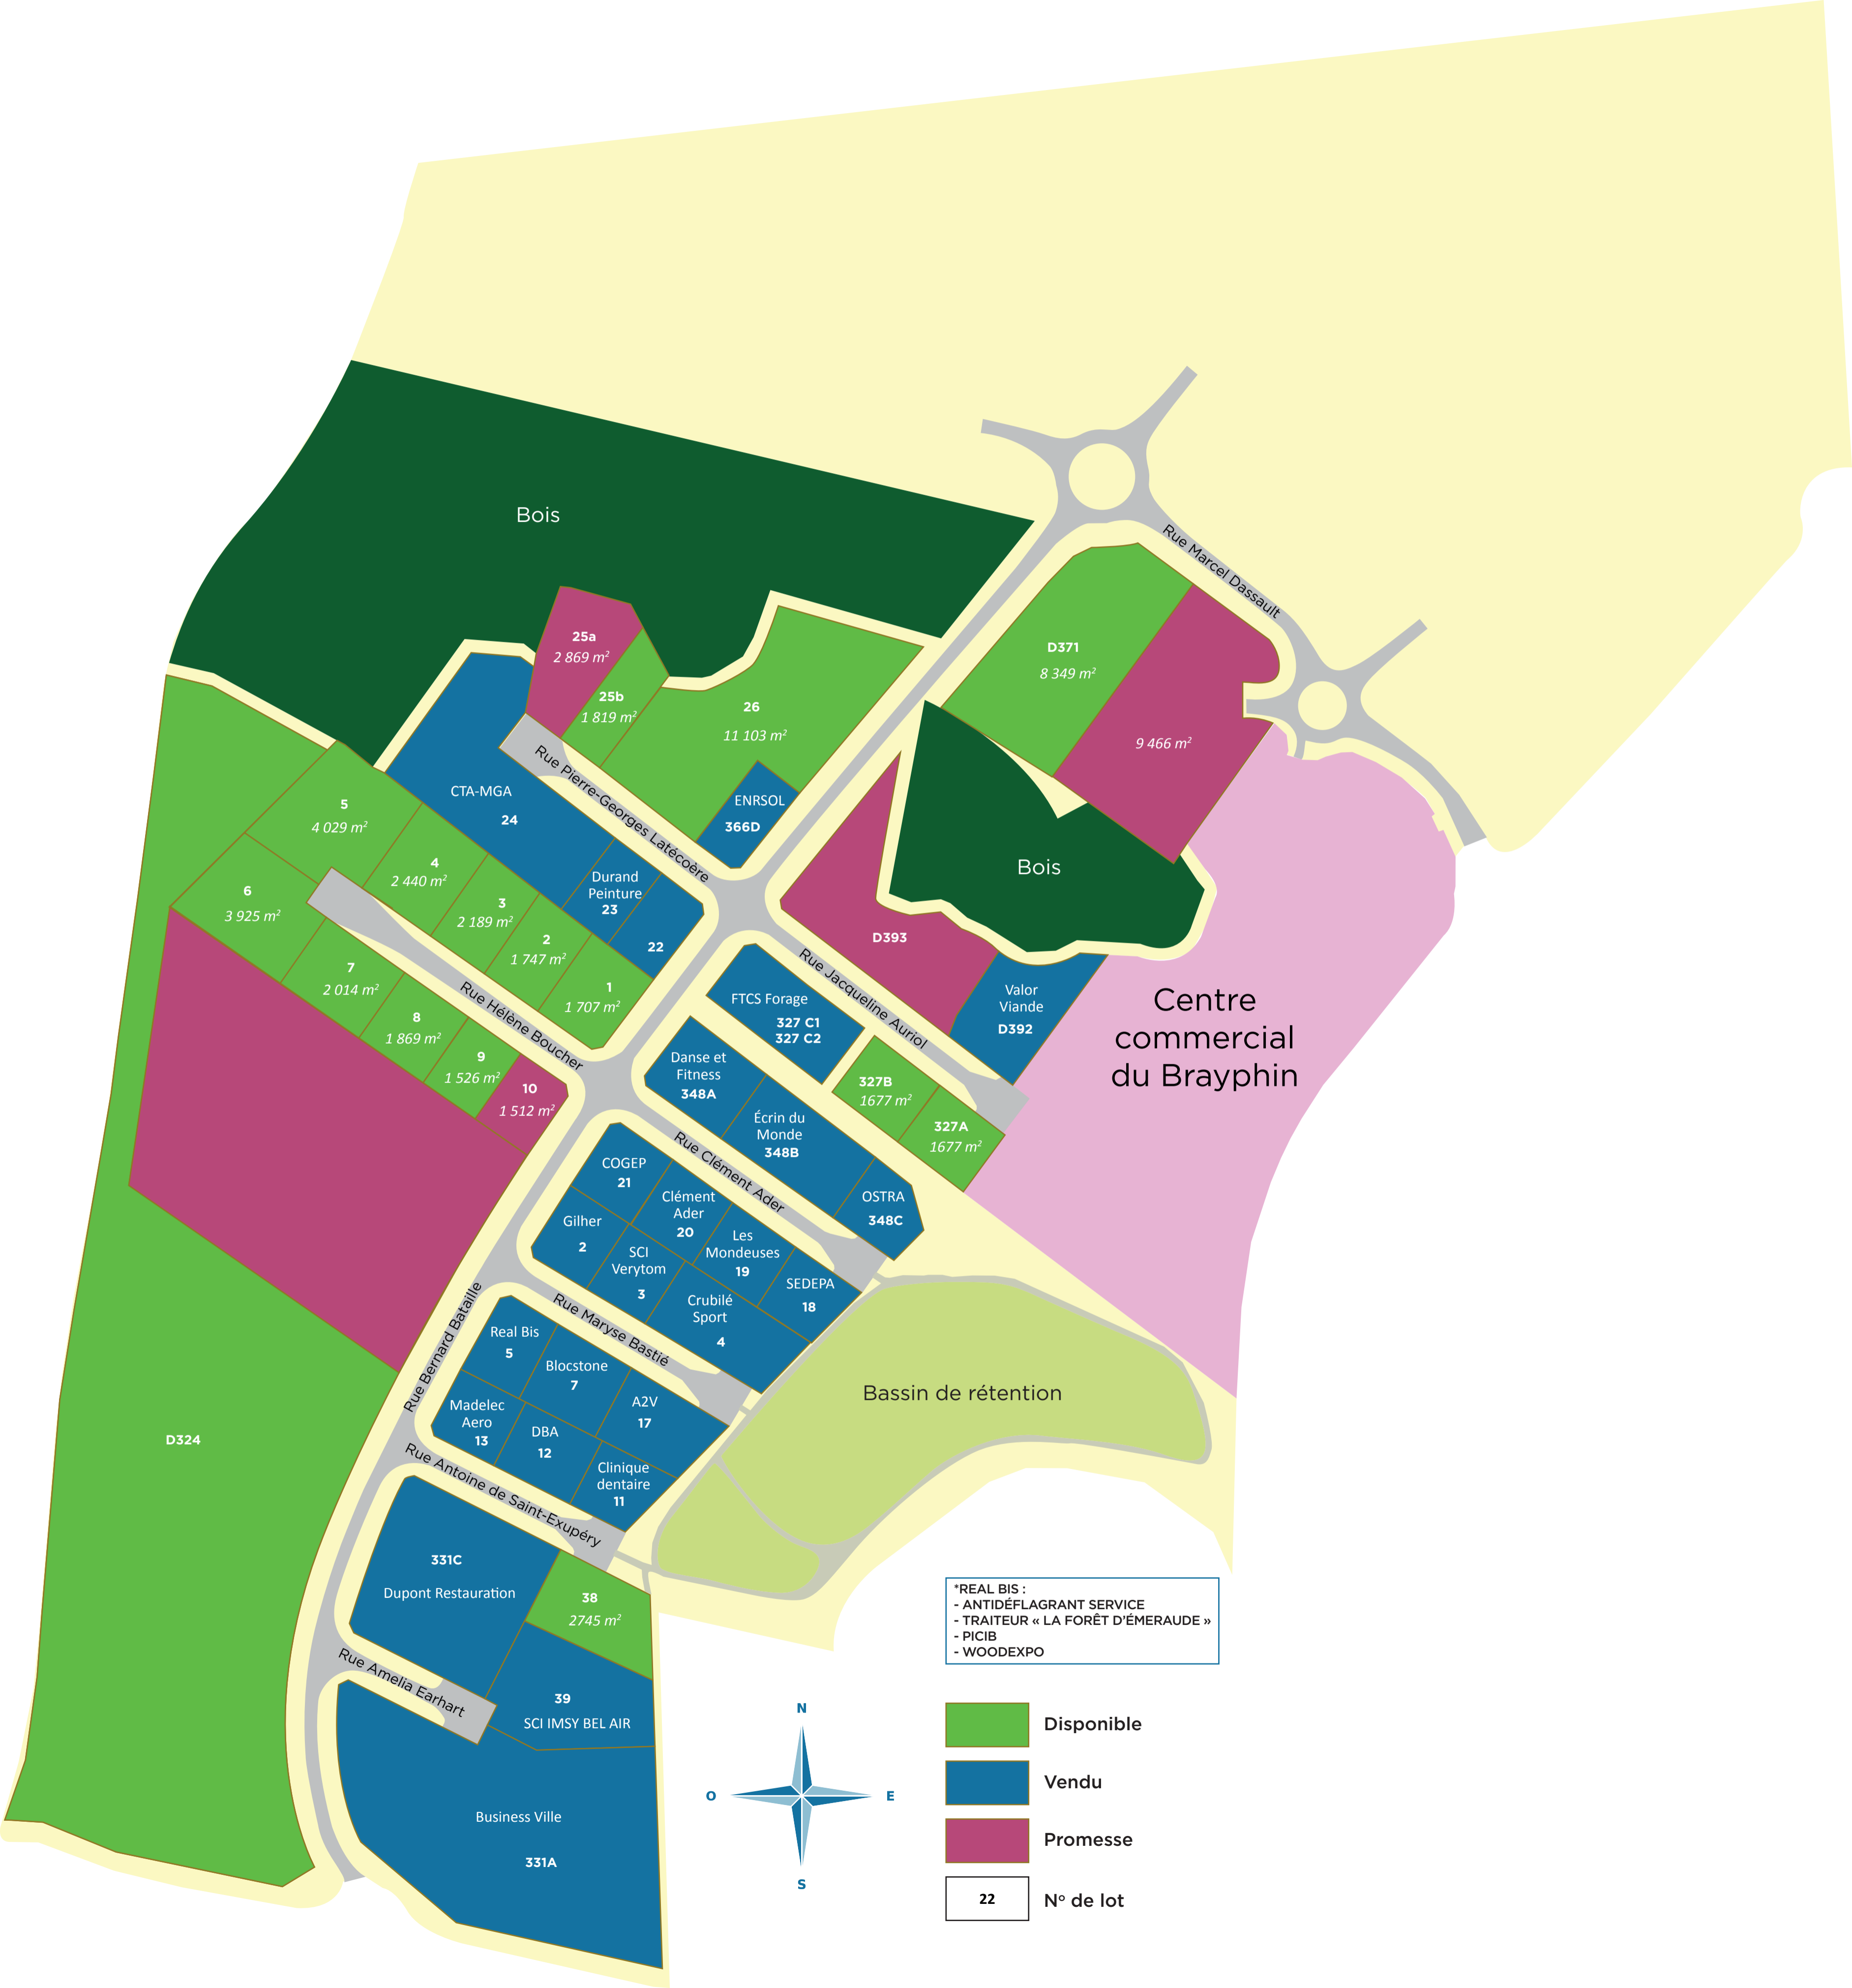 Bois
Rue Marcel Dassault
25a
2 869 m²
25b
1 819 m²
26
11 103 m²
D371
8 349 m²
9 466 m²
Rue Pierre-Georges Latécoère
CTA-MGA
24
ENRSOL
366D
5
4 029 m²
4
2 440 m²
3
2 189 m²
2
1 747 m²
1
1 707 m²
Durand
Peinture
23
22
Bois
6
3 925 m²
7
2 014 m²
8
1 869 m²
9
1 526 m²
10
1 512 m²
Rue Hélène Boucher
D393
Rue Jacqueline Auriol
Valor
Viande
D392
Centre
commercial
du Brayphin
FTCS Forage
327 C1
327 C2
Danse et
Fitness
348A
Écrin du
Monde
348B
OSTRA
348C
327B
1677 m²
327A
1677 m²
Rue Clément Ader
COGEP
21
Clément
Ader
20
Les
Mondeuses
19
SEDEPA
18
Gilher
2
SCI
Verytom
3
Crubilé
Sport
4
Rue Maryse Bastié
Rue Bernard Bataille
Real Bis
5
Blocstone
7
A2V
17
Madelec
Aero
13
DBA
12
Clinique
dentaire
11
Bassin de rétention
D324
Rue Antoine de Saint-Exupéry
331C
Dupont Restauration
38
2745 m²
39
SCI IMSY BEL AIR
Rue Amelia Earhart
Business Ville
331A
*REAL BIS :
- ANTIDÉFLAGRANT SERVICE
- TRAITEUR « LA FORÊT D'ÉMERAUDE »
- PICIB
- WOODEXPO
N
O
E
S
Disponible
Vendu
Promesse
22
Nº de lot